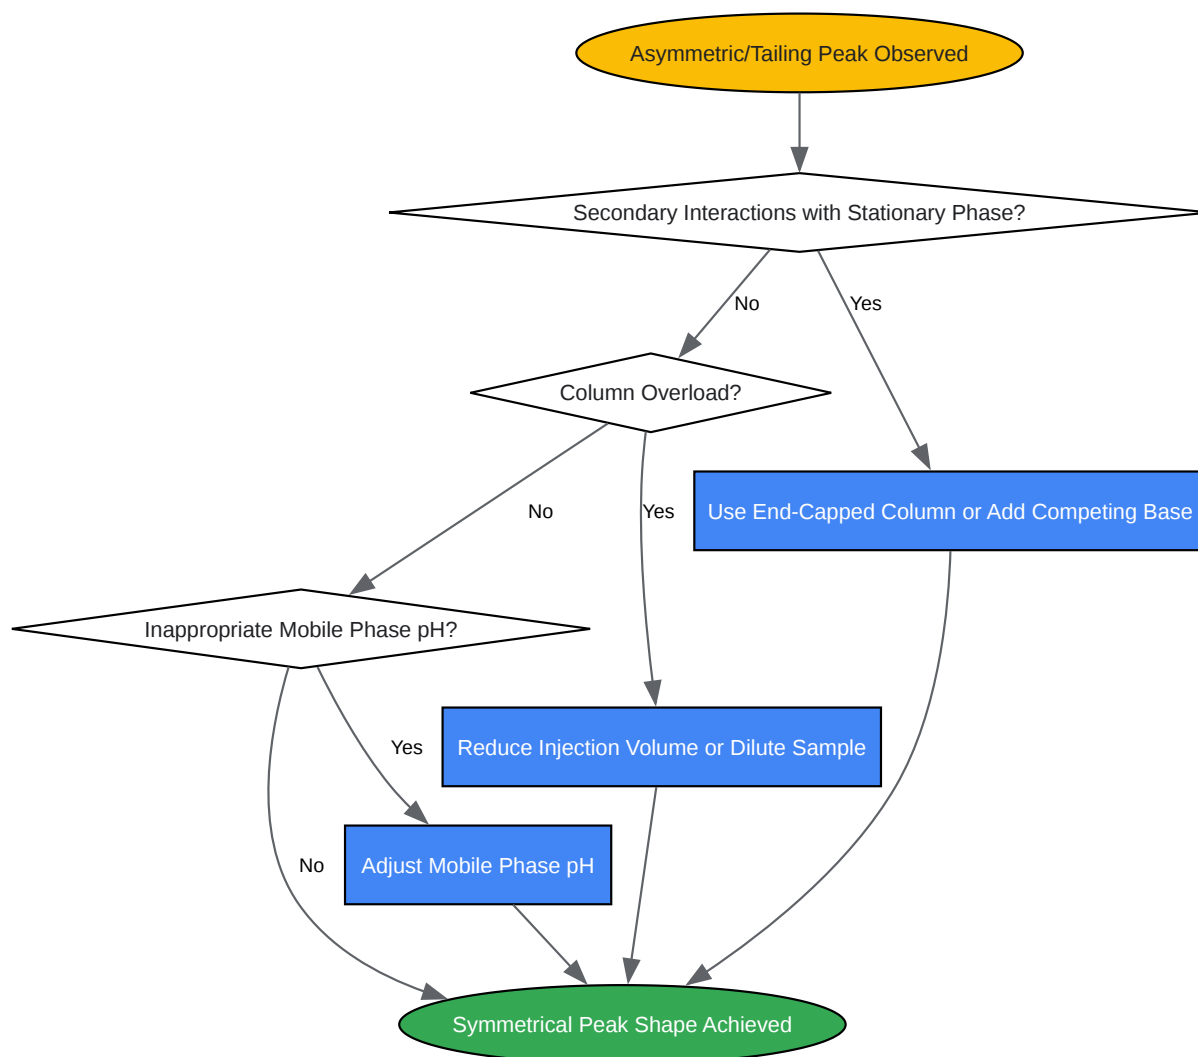 Asymmetric/Tailing Peak Observed
Secondary Interactions with Stationary Phase?
No
Yes
Column Overload?
No
Yes
Use End-Capped Column or Add Competing Base
Inappropriate Mobile Phase pH?
Yes
Reduce Injection Volume or Dilute Sample
No
Adjust Mobile Phase pH
Symmetrical Peak Shape Achieved